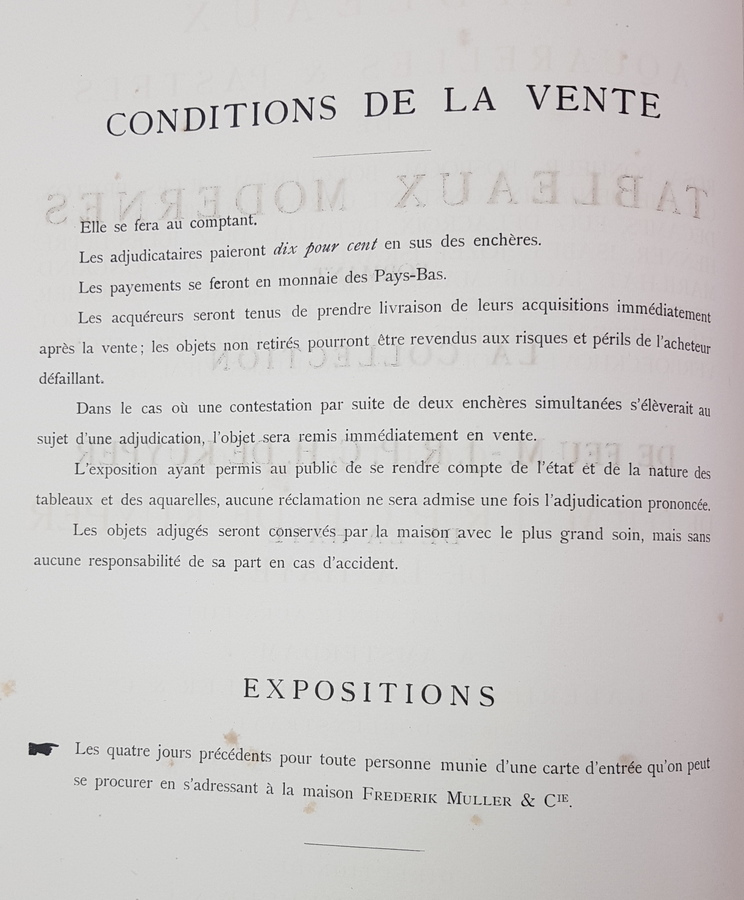 CONDITIONS DE LA VENTE
Elle se fera au comptant.
Les adjudicataires paieront dix pour cent en sus des enchères.
Les payements se feront en monnaie des Pays-Bas.
Les acquéreurs seront tenus de prendre livraison de leurs acquisitions immédiatement
après la vente; les objets non retirés pourront être revendus aux risques et périls de l'acheteur
défaillant.
Dans le cas où une contestation par suite de deux enchères simultanées s'élèverait au
sujet d'une adjudication, l'objet sera remis immédiatement en vente.
L'exposition ayant permis au public de se rendre compte de l'état et de la nature des
tableaux et des aquarelles, aucune réclamation ne sera admise une fois l'adjudication prononcée.
Les objets adjugés seront conservés par la maison avec le plus grand soin, mais sans
aucune responsabilité de sa part en cas d'accident.
EXPOSITIONS
Les quatre jours précédents pour toute personne munie d'une carte d'entrée qu'on peut
se procurer en s'adressant à la maison FREDERIK MULLER & CIE.